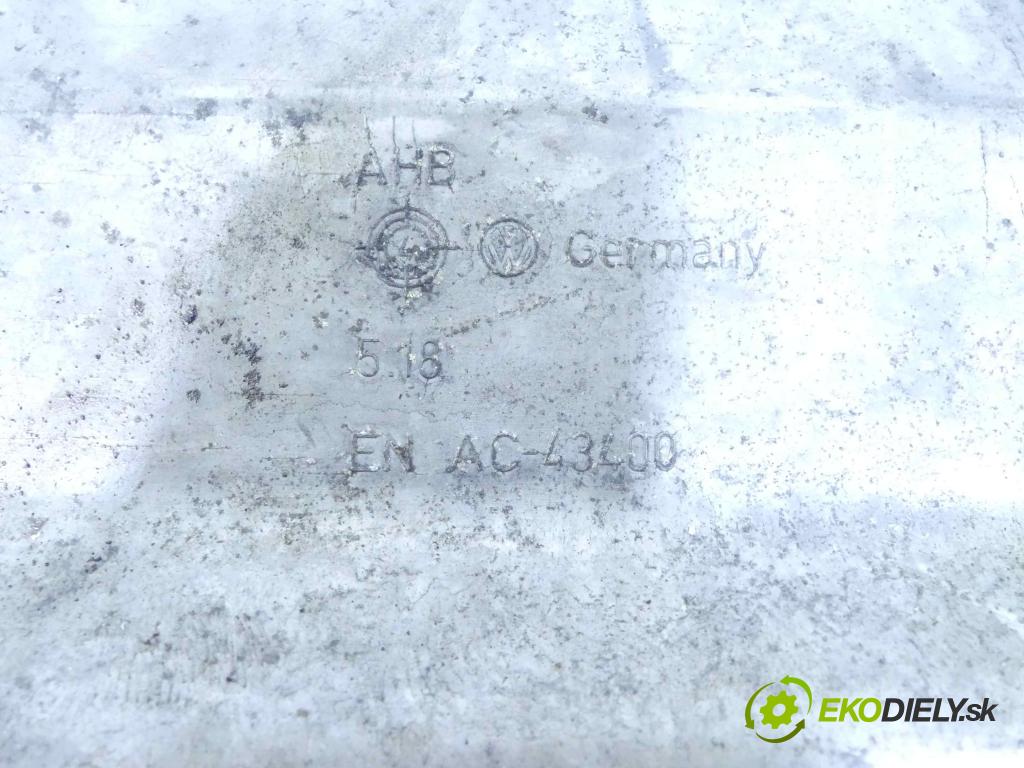 AHB
Germany
5.18
EN AC-43400
EKODIELY.sk